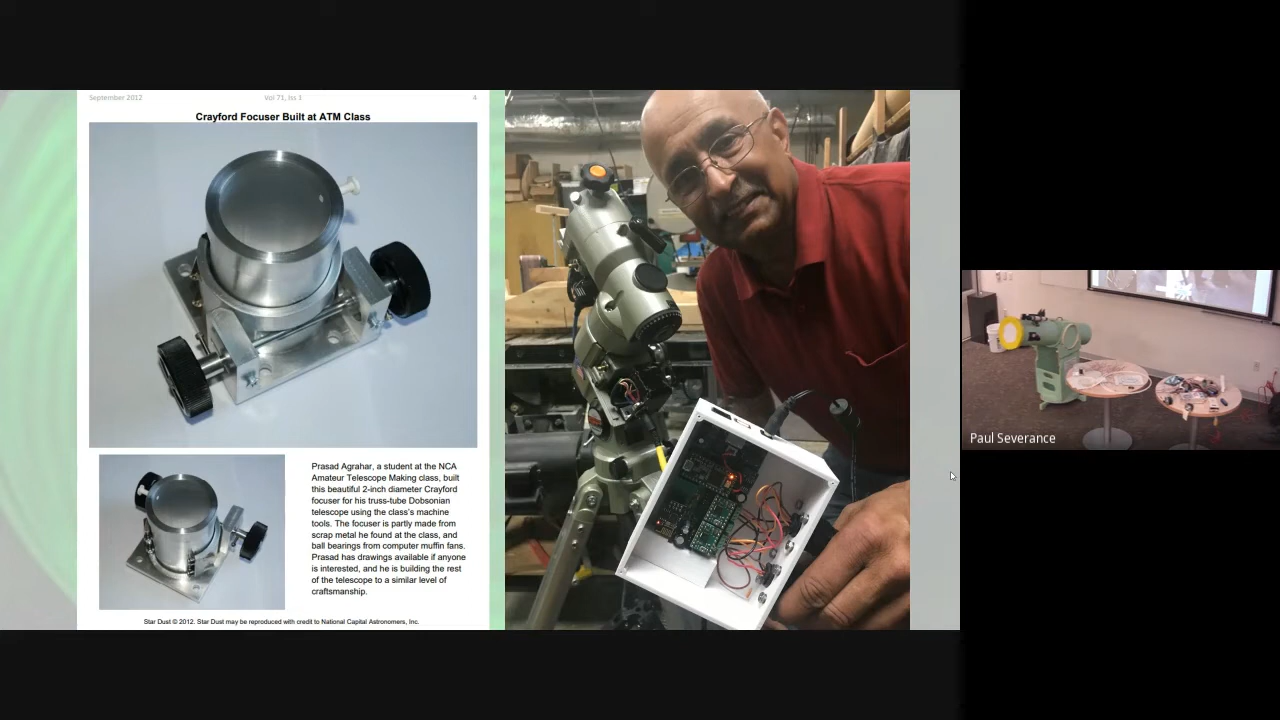 September 2012 Vol 71, Iss 1 4
Crayford Focuser Built at ATM Class
Prasad Agrahar, a student at the NCA
Amateur Telescope Making class, built
this beautiful 2-inch diameter Crayford
focuser for his truss-tube Dobsonian
telescope using the class's machine
tools. The focuser is partly made from
scrap metal he found at the class, and
ball bearings from computer muffin fans.
Prasad has drawings available if anyone
is interested, and he is building the rest
of the telescope to a similar level of
craftsmanship.
Star Dust © 2012. Star Dust may be reproduced with credit to National Capital Astronomers, Inc.
Paul Severance